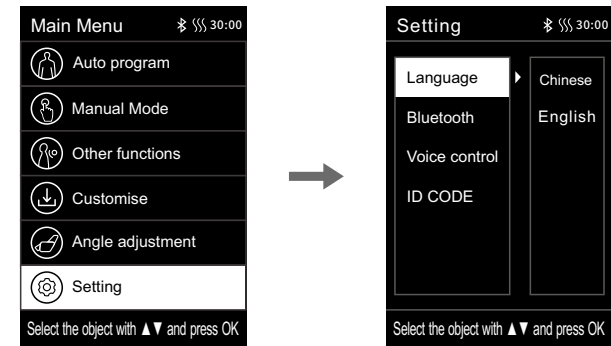 Main Menu 30:00
Auto program
Manual Mode
Other functions
Customise
Angle adjustment
Setting
Select the object with ▲▼ and press OK
Setting 30:00
Language
Bluetooth
Voice control
ID CODE
Chinese
English
Select the object with ▲▼ and press OK